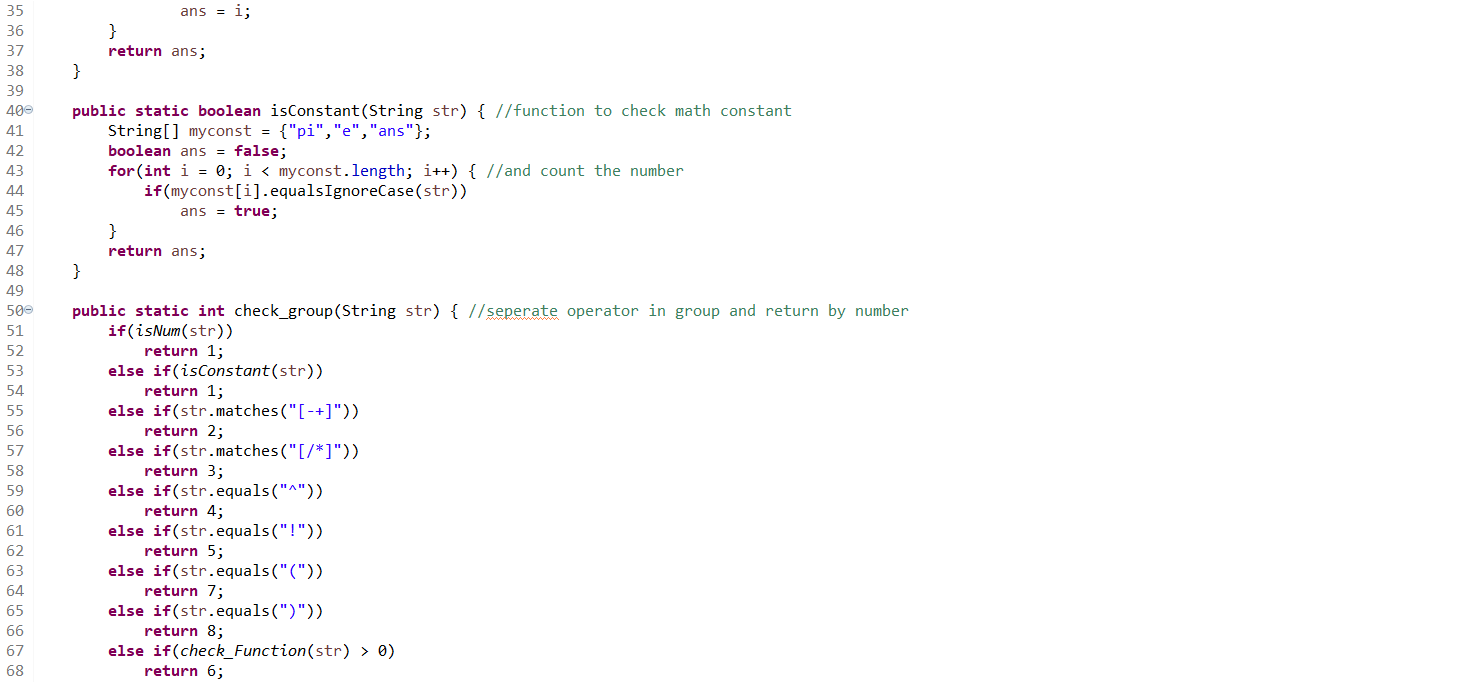 35                 ans = i;
36         }
37         return ans;
38     }
39
40     public static boolean isConstant(String str) { //function to check math constant
41         String[] myconst = {"pi","e","ans"};
42         boolean ans = false;
43         for(int i = 0; i < myconst.length; i++) { //and count the number
44             if(myconst[i].equalsIgnoreCase(str))
45                 ans = true;
46         }
47         return ans;
48     }
49
50     public static int check_group(String str) { //seperate operator in group and return by number
51         if(isNum(str))
52             return 1;
53         else if(isConstant(str))
54             return 1;
55         else if(str.matches("[-+]"))
56             return 2;
57         else if(str.matches("[/*]"))
58             return 3;
59         else if(str.equals("^"))
60             return 4;
61         else if(str.equals("!"))
62             return 5;
63         else if(str.equals("("))
64             return 7;
65         else if(str.equals(")"))
66             return 8;
67         else if(check_Function(str) > 0)
68             return 6;